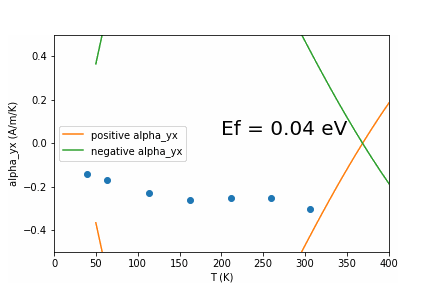 0.4
0.2
0.0
−0.2
−0.4
alpha_yx (A/m/K)
Ef = 0.04 eV
positive alpha_yx
negative alpha_yx
0 50 100 150 200 250 300 350 400
T (K)